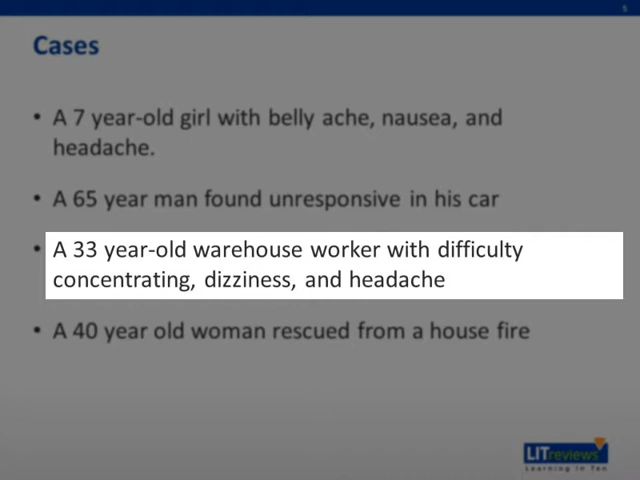 5
Cases
• A 7 year-old girl with belly ache, nausea, and
headache.
• A 65 year man found unresponsive in his car
• A 33 year-old warehouse worker with difficulty
concentrating, dizziness, and headache
• A 40 year old woman rescued from a house fire
LITreviews
Learning In Ten